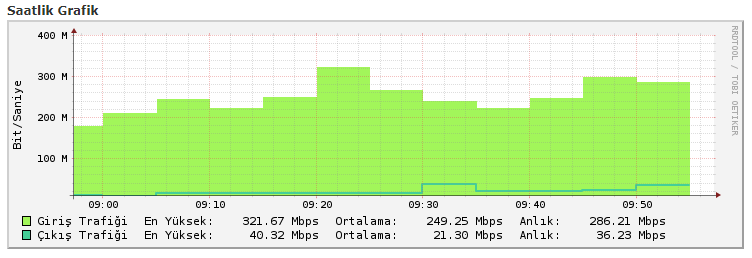 Saatlik Grafik
400 M
300 M
200 M
100 M
Bit/Saniye
09:00 09:10 09:20 09:30 09:40 09:50
RRDTOOL / TOBI OETIKER
Giriş Trafiği En Yüksek: 321.67 Mbps Ortalama: 249.25 Mbps Anlık: 286.21 Mbps
Çıkış Trafiği En Yüksek: 40.32 Mbps Ortalama: 21.30 Mbps Anlık: 36.23 Mbps